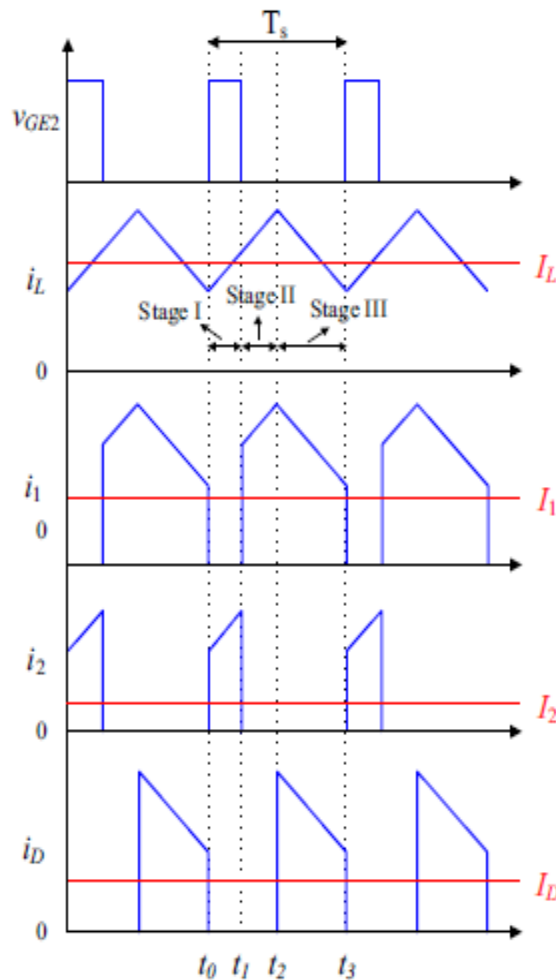 Ts
vGE2
iL
IL
Stage I
Stage II
Stage III
0
i1
I1
0
i2
I2
0
iD
ID
0
t0 t1 t2 t3